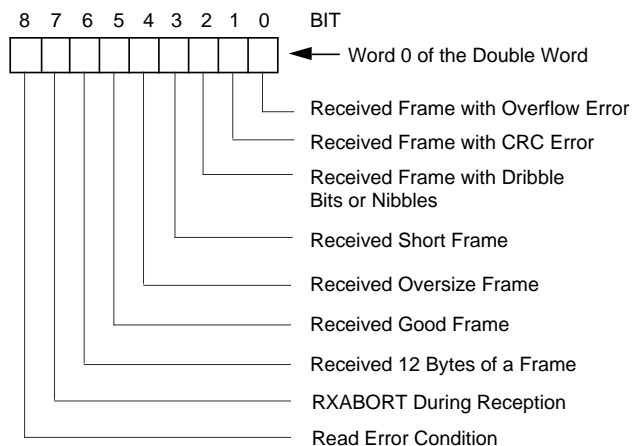 8 7 6 5 4 3 2 1 0 BIT
Word 0 of the Double Word
Received Frame with Overflow Error
Received Frame with CRC Error
Received Frame with Dribble
Bits or Nibbles
Received Short Frame
Received Oversize Frame
Received Good Frame
Received 12 Bytes of a Frame
RXABORT During Reception
Read Error Condition